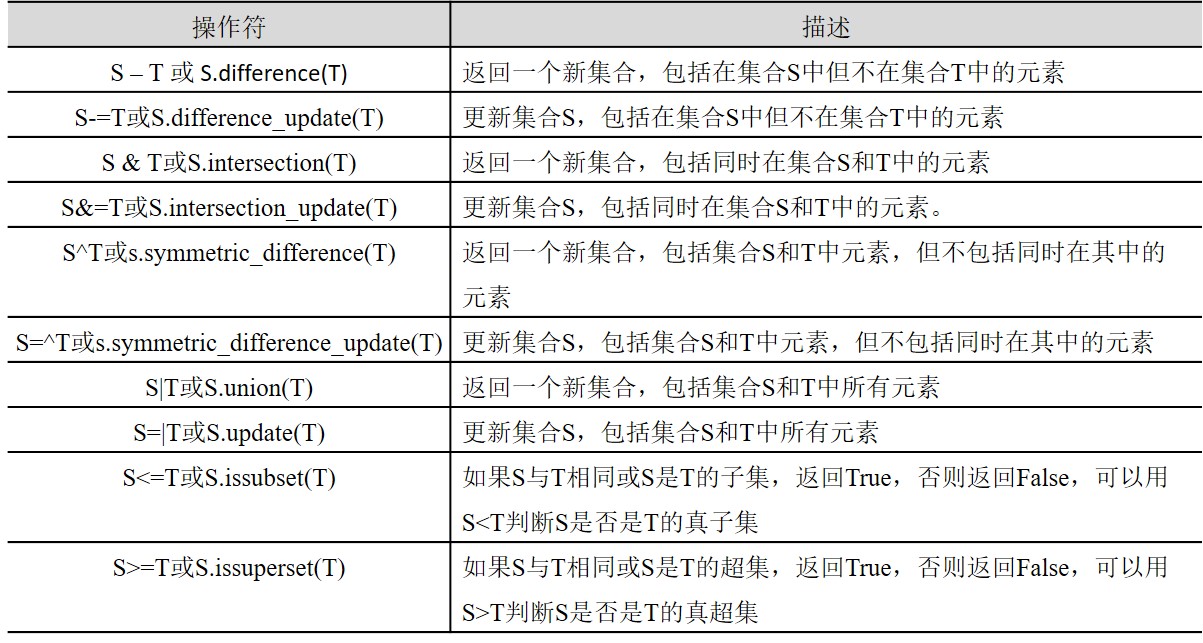 操作符 描述
S – T 或 S.difference(T) 返回一个新集合，包括在集合S中但不在集合T中的元素
S-=T或S.difference_update(T) 更新集合S，包括在集合S中但不在集合T中的元素
S & T或S.intersection(T) 返回一个新集合，包括同时在集合S和T中的元素
S&=T或S.intersection_update(T) 更新集合S，包括同时在集合S和T中的元素。
S^T或s.symmetric_difference(T) 返回一个新集合，包括集合S和T中元素，但不包括同时在其中的
元素
S=^T或s.symmetric_difference_update(T) 更新集合S，包括集合S和T中元素，但不包括同时在其中的元素
S|T或S.union(T) 返回一个新集合，包括集合S和T中所有元素
S=|T或S.update(T) 更新集合S，包括集合S和T中所有元素
S<=T或S.issubset(T) 如果S与T相同或S是T的子集，返回True，否则返回False，可以用
S<T判断S是否是T的真子集
S>=T或S.issuperset(T) 如果S与T相同或S是T的超集，返回True，否则返回False，可以用
S>T判断S是否是T的真超集